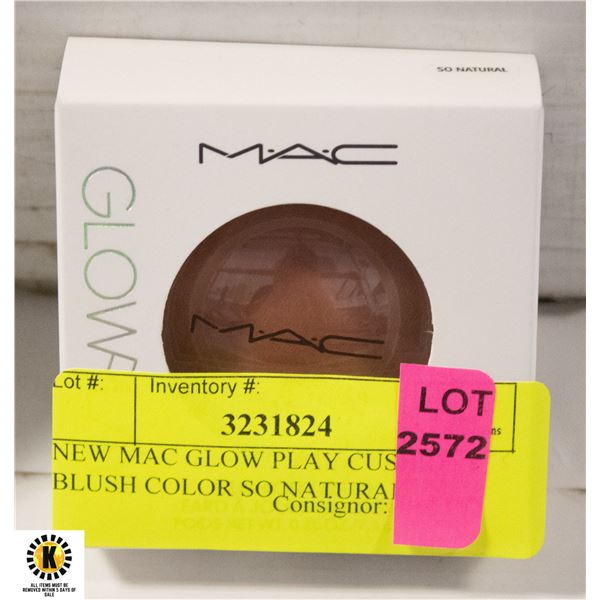 SO NATURAL
M·A·C
GLOW
M·A·C
Lot #:
Inventory #:
3231824
LOT
2572
NEW MAC GLOW PLAY CUS
BLUSH COLOR SO NATURAL
Consignor:
K
ALL ITEMS MUST BE
REMOVED WITHIN 5 DAYS OF
SALE